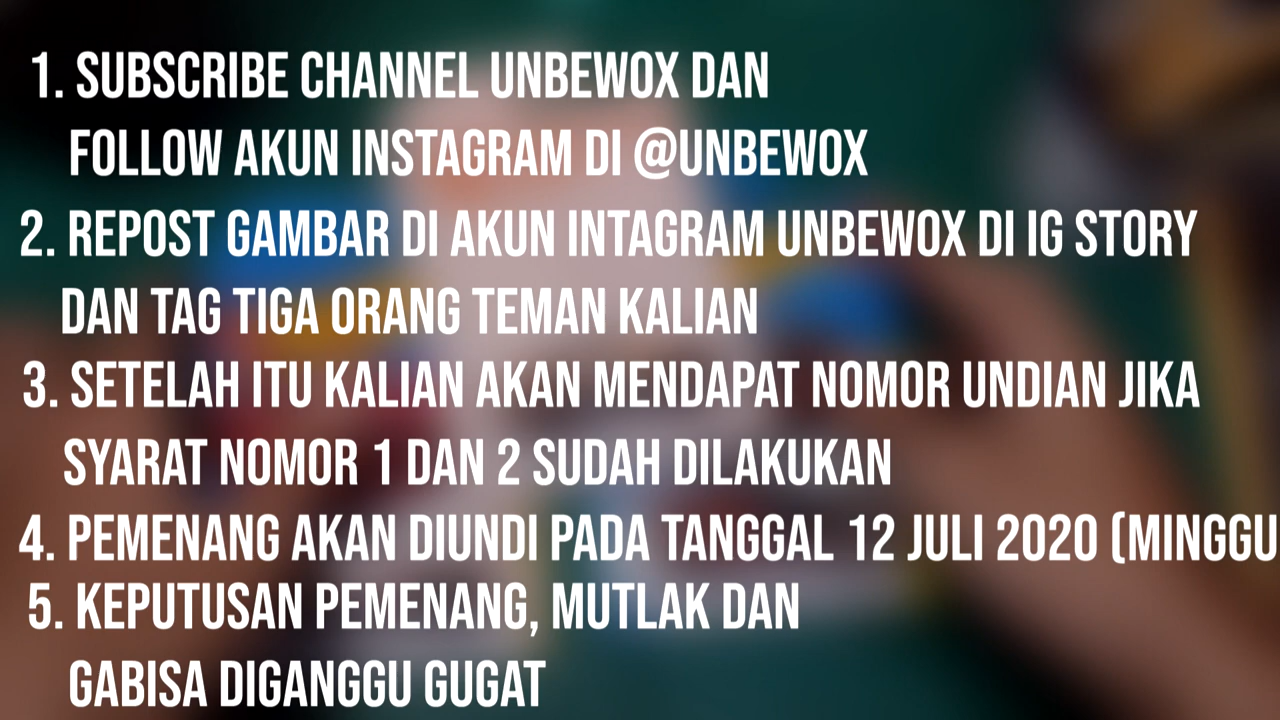 1. SUBSCRIBE CHANNEL UNBEWOX DAN
FOLLOW AKUN INSTAGRAM DI @UNBEWOX
2. REPOST GAMBAR DI AKUN INTAGRAM UNBEWOX DI IG STORY
DAN TAG TIGA ORANG TEMAN KALIAN
3. SETELAH ITU KALIAN AKAN MENDAPAT NOMOR UNDIAN JIKA
SYARAT NOMOR 1 DAN 2 SUDAH DILAKUKAN
4. PEMENANG AKAN DIUNDI PADA TANGGAL 12 JULI 2020 (MINGGU
5. KEPUTUSAN PEMENANG, MUTLAK DAN
GABISA DIGANGGU GUGAT